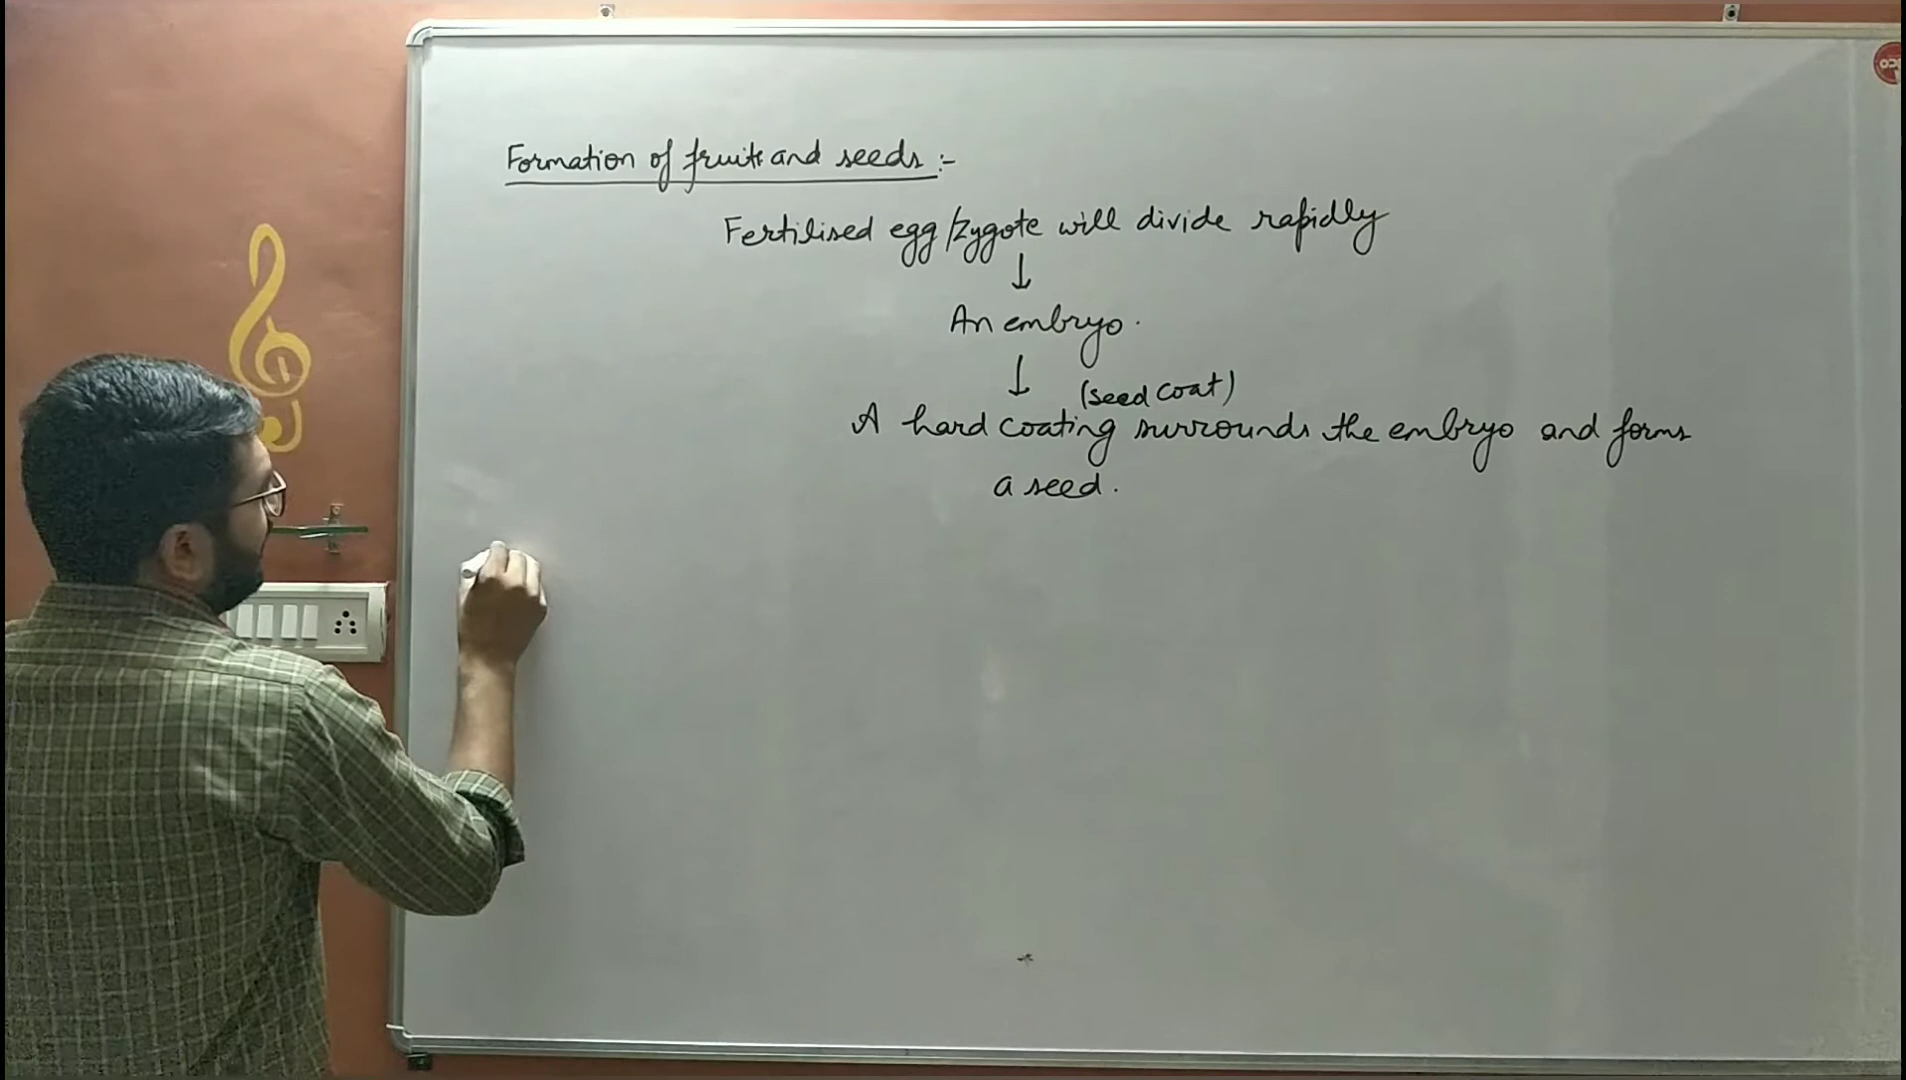 Formation of fruits and seeds :-
Fertilised egg/zygote will divide rapidly
↓
An embryo.
↓
(seed coat)
A hard coating surrounds the embryo and forms
a seed.